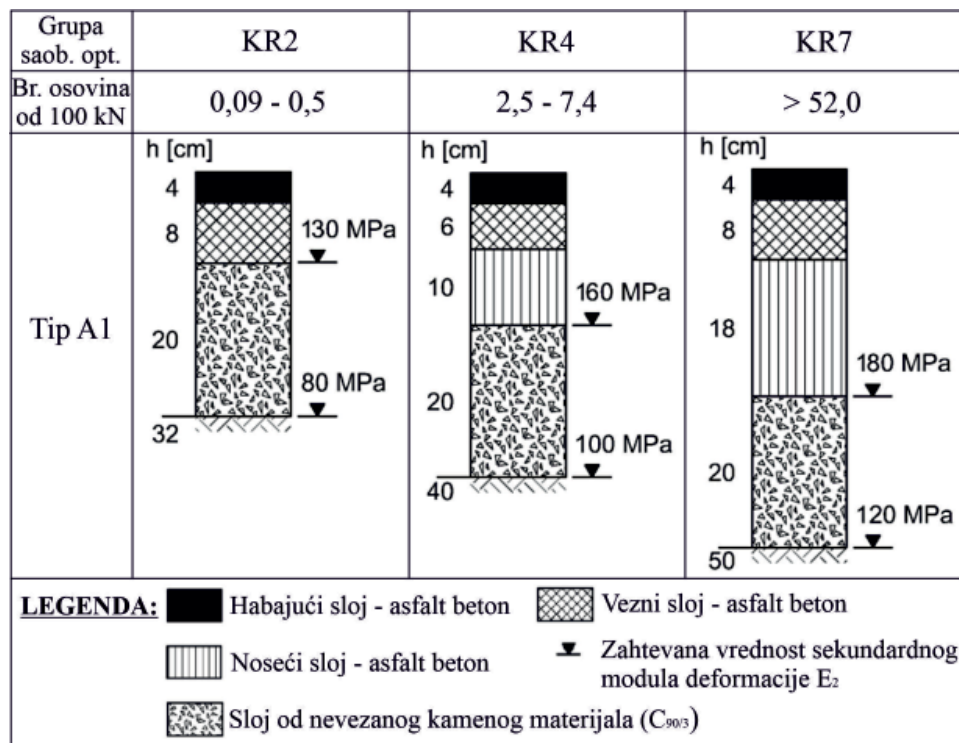 Grupa
saob. opt.
KR2
KR4
KR7
Br. osovina
od 100 kN
0,09 - 0,5
2,5 - 7,4
> 52,0
Tip A1
h [cm]
4
8
130 MPa
20
80 MPa
32
h [cm]
4
6
10
160 MPa
20
100 MPa
40
h [cm]
4
8
18
180 MPa
20
120 MPa
50
LEGENDA:
Habajući sloj - asfalt beton
Vezni sloj - asfalt beton
Noseći sloj - asfalt beton
Zahtevana vrednost sekundardnog
modula deformacije E₂
Sloj od nevezanog kamenog materijala (C₉₀/₃)